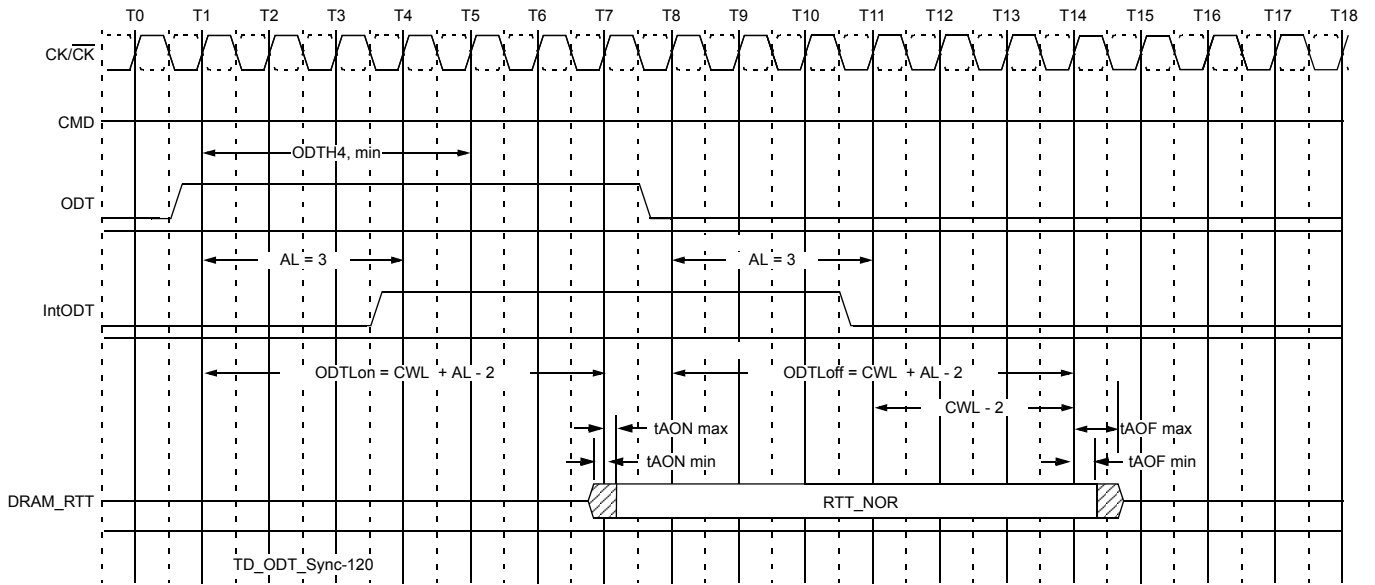 T0 T1 T2 T3 T4 T5 T6 T7 T8 T9 T10 T11 T12 T13 T14 T15 T16 T17 T18
CK/CK
CMD
ODTH4, min
ODT
AL = 3 AL = 3
IntODT
ODTLon = CWL + AL - 2 ODTLoff = CWL + AL - 2
CWL - 2
tAON max tAOF max
tAON min tAOF min
DRAM_RTT RTT_NOR
TD_ODT_Sync-120